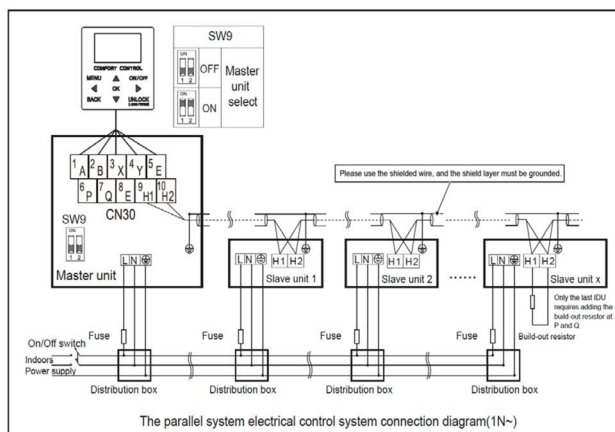 SW9
ON
1 2
OFF
ON
1 2
ON
Master
unit
select
COMFORT CONTROL
MENU
ON/OFF
OK
BACK
UNLOCK
1 A
2 B
3 X
4 Y
5 E
6 P
7 Q
8 E
9 H1
10 H2
CN30
SW9
ON
1 2
Master unit
L N
Please use the shielded wire, and the shield layer must be grounded.
L N
H1 H2
Slave unit 1
L N
H1 H2
Slave unit 2
L N
H1 H2
Slave unit x
Only the last IDU
requires adding the
build-out resistor at
P and Q.
Build-out resistor
Fuse
Fuse
Fuse
Fuse
On/Off switch
Indoors
Power supply
Distribution box
Distribution box
Distribution box
Distribution box
The parallel system electrical control system connection diagram(1N~)